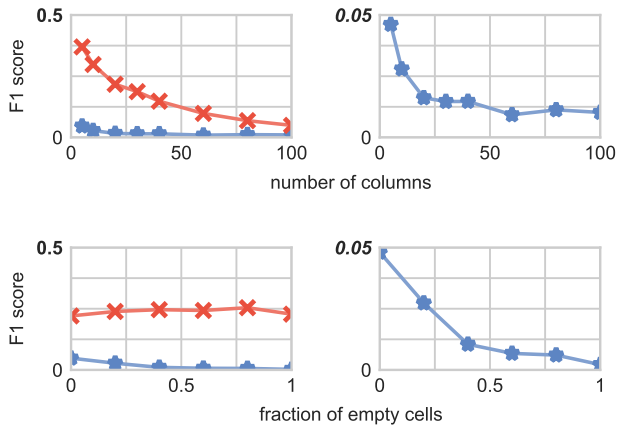 0.5 0.05
F1 score
0 0
0 50 100 0 50 100
number of columns
0.5 0.05
F1 score
0 0
0 0.5 1 0 0.5 1
fraction of empty cells